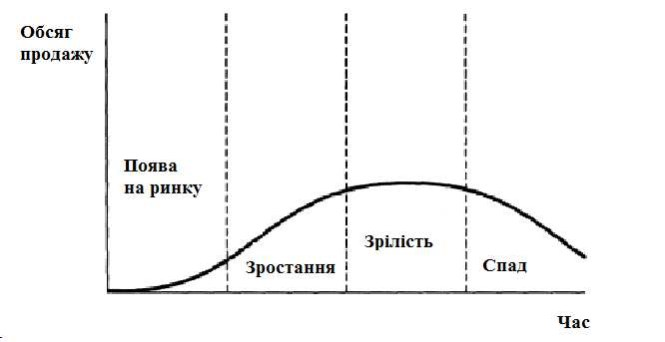 Обсяг
продажу
Поява
на ринку
Зростання
Зрілість
Спад
Час